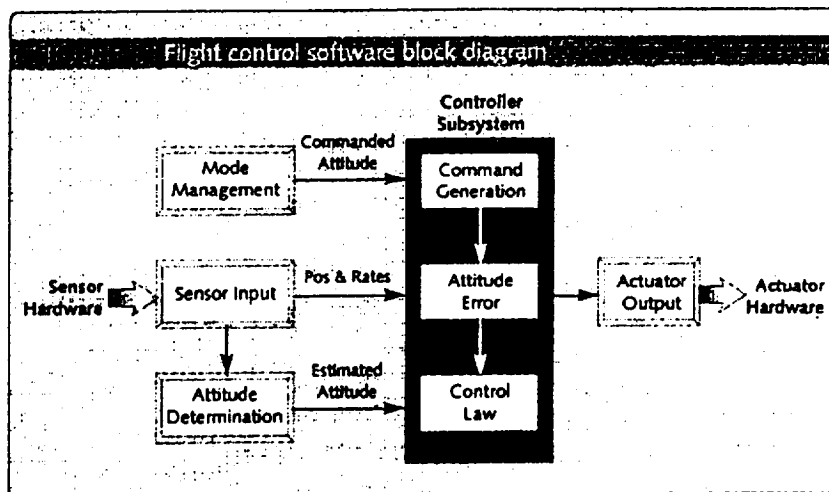 Flight control software block diagram
Controller
Subsystem
Commanded
Attitude
Mode
Management
Command
Generation
Sensor
Hardware
Sensor Input
Pos & Rates
Attitude
Error
Actuator
Output
Actuator
Hardware
Estimated
Attitude
Attitude
Determination
Control
Law